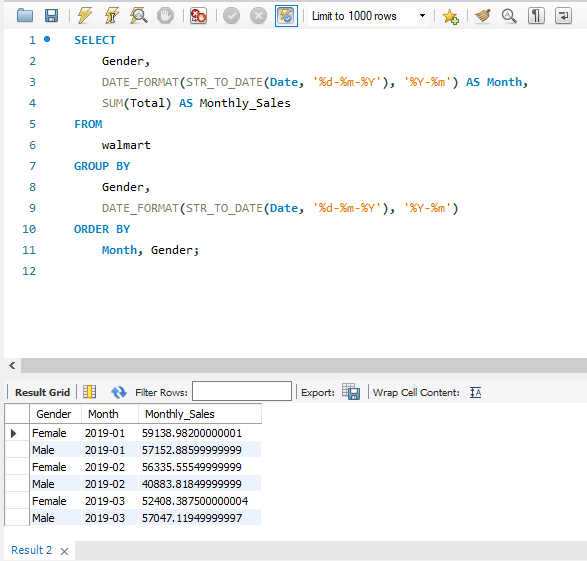 Limit to 1000 rows
1 SELECT
2 Gender,
3 DATE_FORMAT(STR_TO_DATE(Date, '%d-%m-%Y'), '%Y-%m') AS Month,
4 SUM(Total) AS Monthly_Sales
5 FROM
6 walmart
7 GROUP BY
8 Gender,
9 DATE_FORMAT(STR_TO_DATE(Date, '%d-%m-%Y'), '%Y-%m')
10 ORDER BY
11 Month, Gender;
12
Result Grid Filter Rows: Export: Wrap Cell Content:
Gender Month Monthly_Sales
Female 2019-01 59138.98200000001
Male 2019-01 57152.88599999999
Female 2019-02 56335.55549999999
Male 2019-02 40883.81849999999
Female 2019-03 52408.387500000004
Male 2019-03 57047.11949999997
Result 2